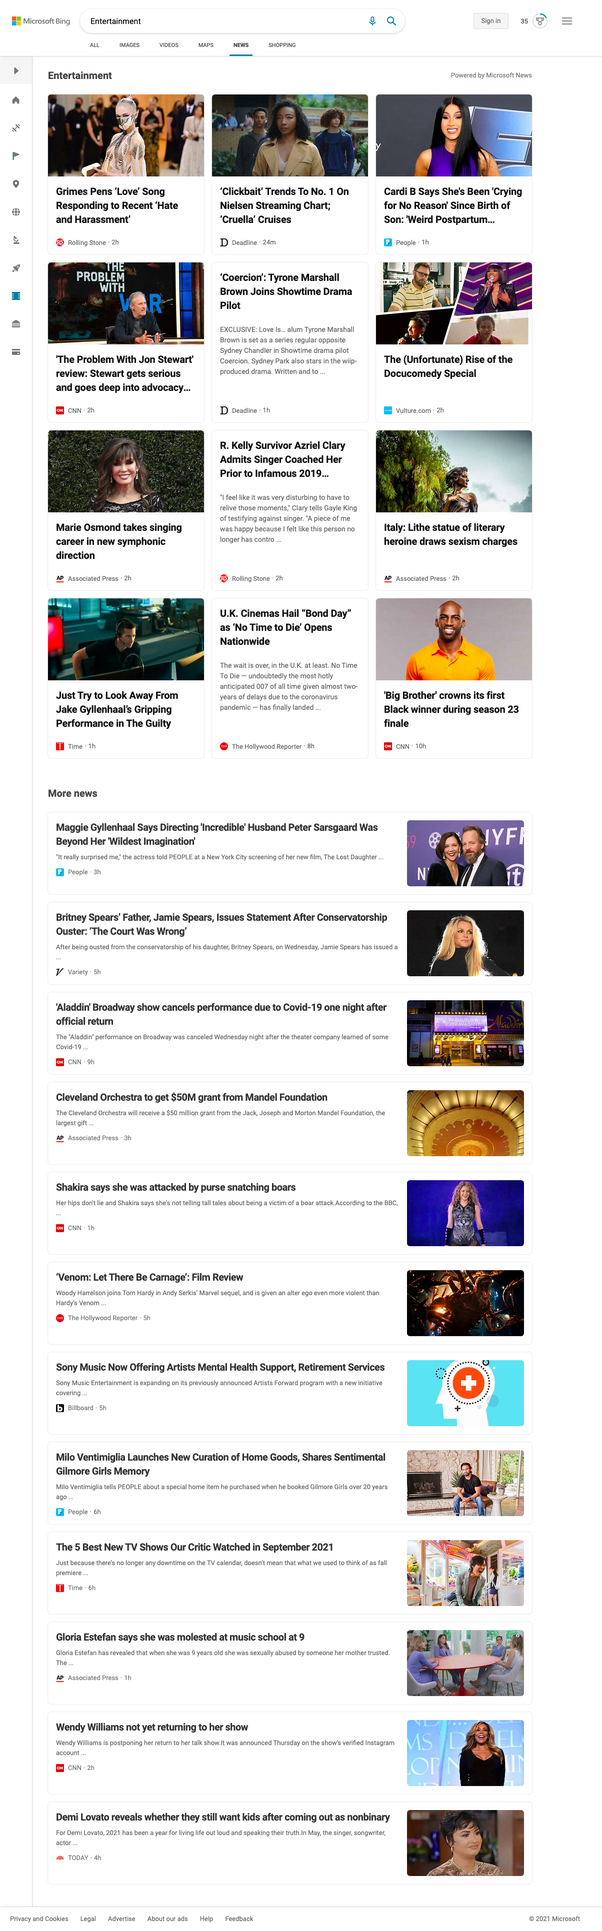 Microsoft Bing
Entertainment
Sign in
35
ALL
IMAGES
VIDEOS
MAPS
NEWS
SHOPPING
Entertainment
Powered by Microsoft News
Grimes Pens ‘Love’ Song
Responding to Recent ‘Hate
and Harassment’
Rolling Stone · 2h
‘Clickbait’ Trends To No. 1 On
Nielsen Streaming Chart;
‘Cruella’ Cruises
Deadline · 24m
Cardi B Says She's Been 'Crying
for No Reason' Since Birth of
Son: 'Weird Postpartum...
People · 1h
THE
PROBLEM
WITH
WAR
'The Problem With Jon Stewart'
review: Stewart gets serious
and goes deep into advocacy...
CNN · 2h
‘Coercion’: Tyrone Marshall
Brown Joins Showtime Drama
Pilot
EXCLUSIVE: Love Is... alum Tyrone Marshall
Brown is set as a series regular opposite
Sydney Chandler in Showtime drama pilot
Coercion. Sydney Park also stars in the wiip-
produced drama. Written and to ...
Deadline · 1h
The (Unfortunate) Rise of the
Docucomedy Special
Vulture.com · 2h
Marie Osmond takes singing
career in new symphonic
direction
AP Associated Press · 2h
R. Kelly Survivor Azriel Clary
Admits Singer Coached Her
Prior to Infamous 2019...
"I feel like it was very disturbing to have to
relive those moments," Clary tells Gayle King
of testifying against singer. "A piece of me
was happy because I felt like this person no
longer has contro ...
Rolling Stone · 2h
Italy: Lithe statue of literary
heroine draws sexism charges
AP Associated Press · 2h
Just Try to Look Away From
Jake Gyllenhaal’s Gripping
Performance in The Guilty
Time · 1h
U.K. Cinemas Hail “Bond Day”
as ‘No Time to Die’ Opens
Nationwide
The wait is over, in the U.K. at least. No Time
To Die — undoubtedly the most hotly
anticipated 007 of all time given almost two-
years of delays due to the coronavirus
pandemic — has finally landed ...
The Hollywood Reporter · 8h
'Big Brother' crowns its first
Black winner during season 23
finale
CNN · 10h
More news
Maggie Gyllenhaal Says Directing 'Incredible' Husband Peter Sarsgaard Was
Beyond Her 'Wildest Imagination'
"It really surprised me," the actress told PEOPLE at a New York City screening of her new film, The Lost Daughter ...
People · 3h
Britney Spears’ Father, Jamie Spears, Issues Statement After Conservatorship
Ouster: ‘The Court Was Wrong’
After being ousted from the conservatorship of his daughter, Britney Spears, on Wednesday, Jamie Spears has issued a
...
Variety · 5h
'Aladdin' Broadway show cancels performance due to Covid-19 one night after
official return
The "Aladdin" performance on Broadway was canceled Wednesday night after the theater company learned of some
Covid-19 ...
CNN · 9h
Aladdin
Cleveland Orchestra to get $50M grant from Mandel Foundation
The Cleveland Orchestra will receive a $50 million grant from the Jack, Joseph and Morton Mandel Foundation, the
largest gift ...
AP Associated Press · 3h
Shakira says she was attacked by purse snatching boars
Her hips don't lie and Shakira says she's not telling tall tales about being a victim of a boar attack.According to the BBC,
...
CNN · 1h
‘Venom: Let There Be Carnage’: Film Review
Woody Harrelson joins Tom Hardy in Andy Serkis’ Marvel sequel, and is given an alter ego even more violent than
Hardy’s Venom ...
The Hollywood Reporter · 5h
Sony Music Now Offering Artists Mental Health Support, Retirement Services
Sony Music Entertainment is expanding on its previously announced Artists Forward program with a new initiative
covering ...
Billboard · 5h
Milo Ventimiglia Launches New Curation of Home Goods, Shares Sentimental
Gilmore Girls Memory
Milo Ventimiglia tells PEOPLE about a special home item he purchased when he booked Gilmore Girls over 20 years
ago ...
People · 6h
The 5 Best New TV Shows Our Critic Watched in September 2021
Just because there's no longer any downtime on the TV calendar, doesn't mean that what we used to think of as fall
premiere ...
Time · 6h
Gloria Estefan says she was molested at music school at 9
Gloria Estefan has revealed that when she was 9 years old she was sexually abused by someone her mother trusted.
The ...
AP Associated Press · 1h
Wendy Williams not yet returning to her show
Wendy Williams is postponing her return to her talk show.It was announced Thursday on the show's verified Instagram
account ...
CNN · 2h
Demi Lovato reveals whether they still want kids after coming out as nonbinary
For Demi Lovato, 2021 has been a year for living life out loud and speaking their truth.In May, the singer, songwriter,
actor ...
TODAY · 4h
Privacy and Cookies
Legal
Advertise
About our ads
Help
Feedback
© 2021 Microsoft